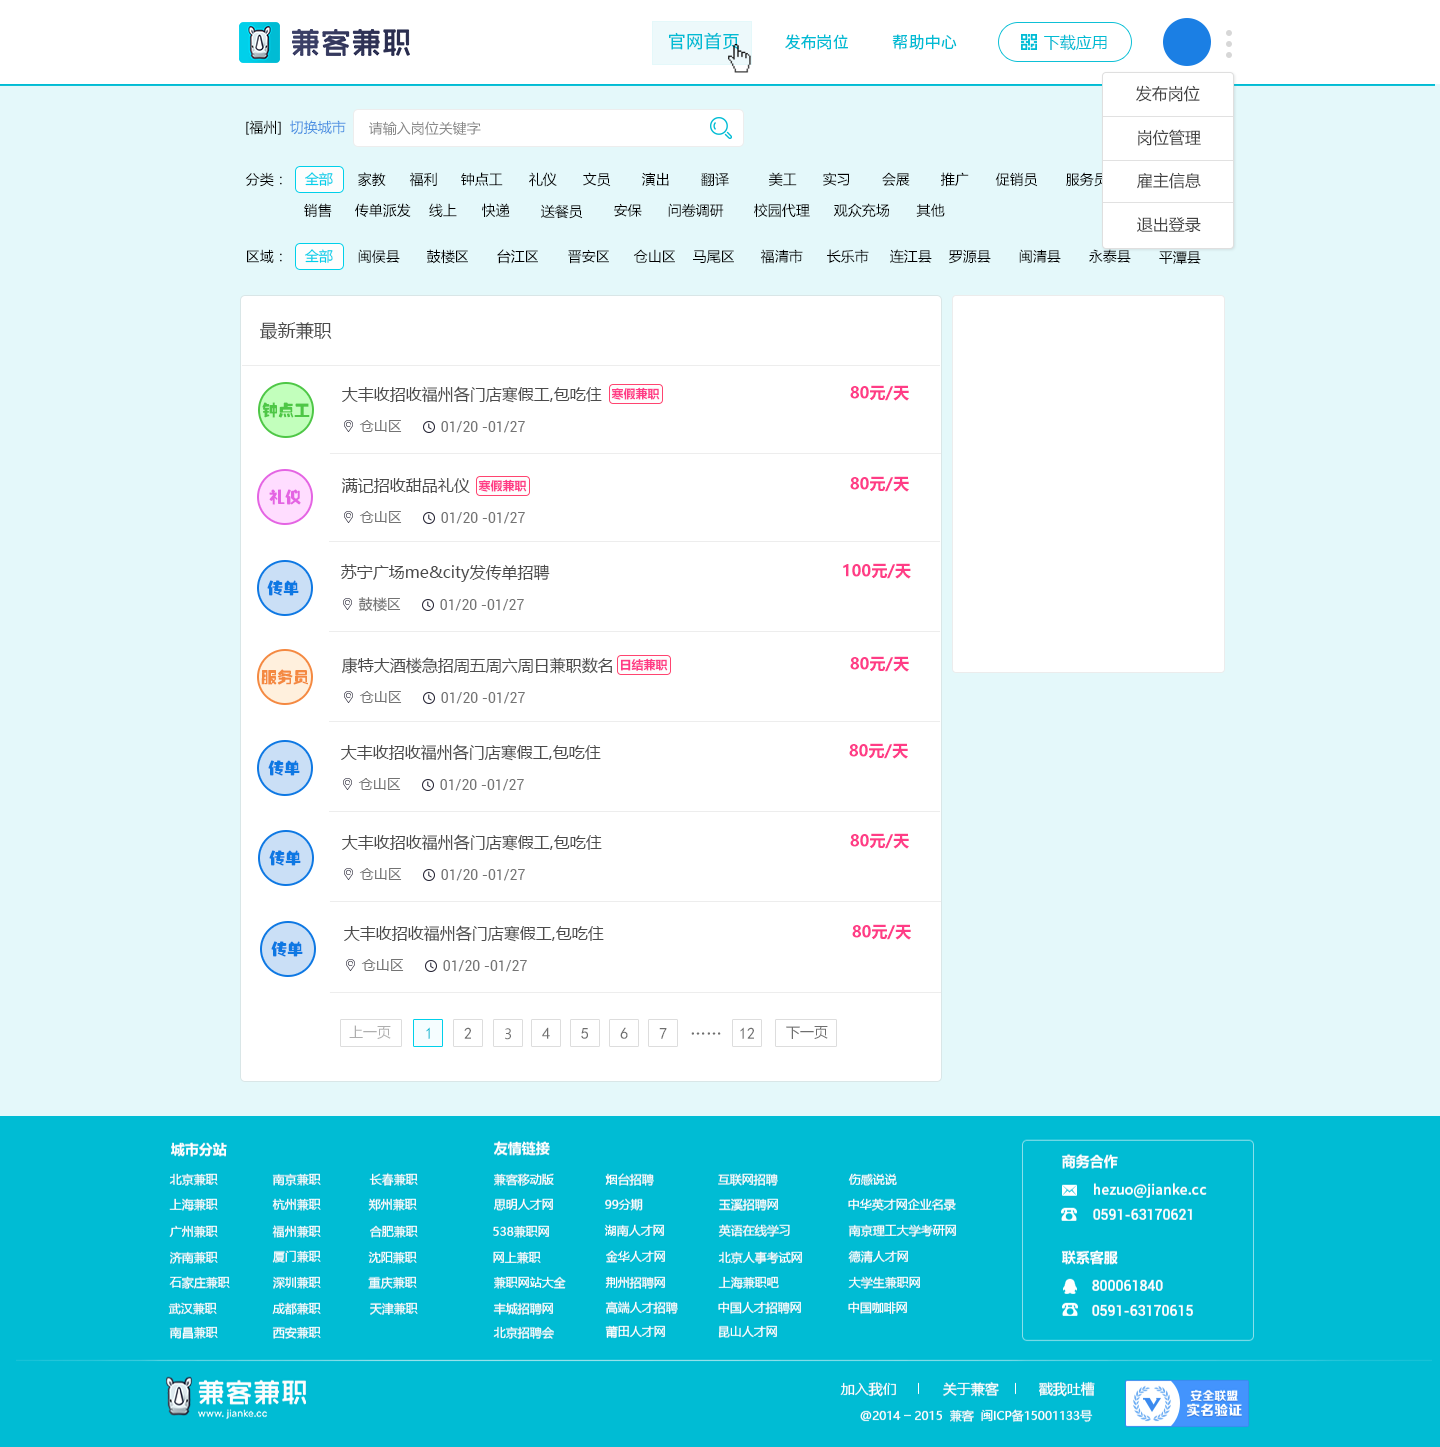 兼客兼职 官网首页 发布岗位 帮助中心 下载应用
发布岗位
岗位管理
雇主信息
退出登录
[福州] 切换城市 请输入岗位关键字
分类： 全部 家教 福利 钟点工 礼仪 文员 演出 翻译 美工 实习 会展 推广 促销员 服务员
销售 传单派发 线上 快递 送餐员 安保 问卷调研 校园代理 观众充场 其他
区域： 全部 闽侯县 鼓楼区 台江区 晋安区 仓山区 马尾区 福清市 长乐市 连江县 罗源县 闽清县 永泰县 平潭县
最新兼职
钟点工 大丰收招收福州各门店寒假工,包吃住 寒假兼职 80元/天
仓山区 01/20 -01/27
礼仪 满记招收甜品礼仪 寒假兼职 80元/天
仓山区 01/20 -01/27
传单 苏宁广场me&city发传单招聘 100元/天
鼓楼区 01/20 -01/27
服务员 康特大酒楼急招周五周六周日兼职数名 日结兼职 80元/天
仓山区 01/20 -01/27
传单 大丰收招收福州各门店寒假工,包吃住 80元/天
仓山区 01/20 -01/27
传单 大丰收招收福州各门店寒假工,包吃住 80元/天
仓山区 01/20 -01/27
传单 大丰收招收福州各门店寒假工,包吃住 80元/天
仓山区 01/20 -01/27
上一页 1 2 3 4 5 6 7 …… 12 下一页
城市分站 友情链接
北京兼职 南京兼职 长春兼职 兼客移动版 烟台招聘 互联网招聘 伤感说说
上海兼职 杭州兼职 郑州兼职 思明人才网 99分期 玉溪招聘网 中华英才网企业名录
广州兼职 福州兼职 合肥兼职 538兼职网 湖南人才网 英语在线学习 南京理工大学考研网
济南兼职 厦门兼职 沈阳兼职 网上兼职 金华人才网 北京人事考试网 德清人才网
石家庄兼职 深圳兼职 重庆兼职 兼职网站大全 荆州招聘网 上海兼职吧 大学生兼职网
武汉兼职 成都兼职 天津兼职 丰城招聘网 高端人才招聘 中国人才招聘网 中国咖啡网
南昌兼职 西安兼职 北京招聘会 莆田人才网 昆山人才网
商务合作
hezuo@jianke.cc
0591-63170621
联系客服
800061840
0591-63170615
兼客兼职
www.jianke.cc
加入我们 | 关于兼客 | 戳我吐槽
@2014 – 2015 兼客 闽ICP备15001133号
安全联盟
实名验证